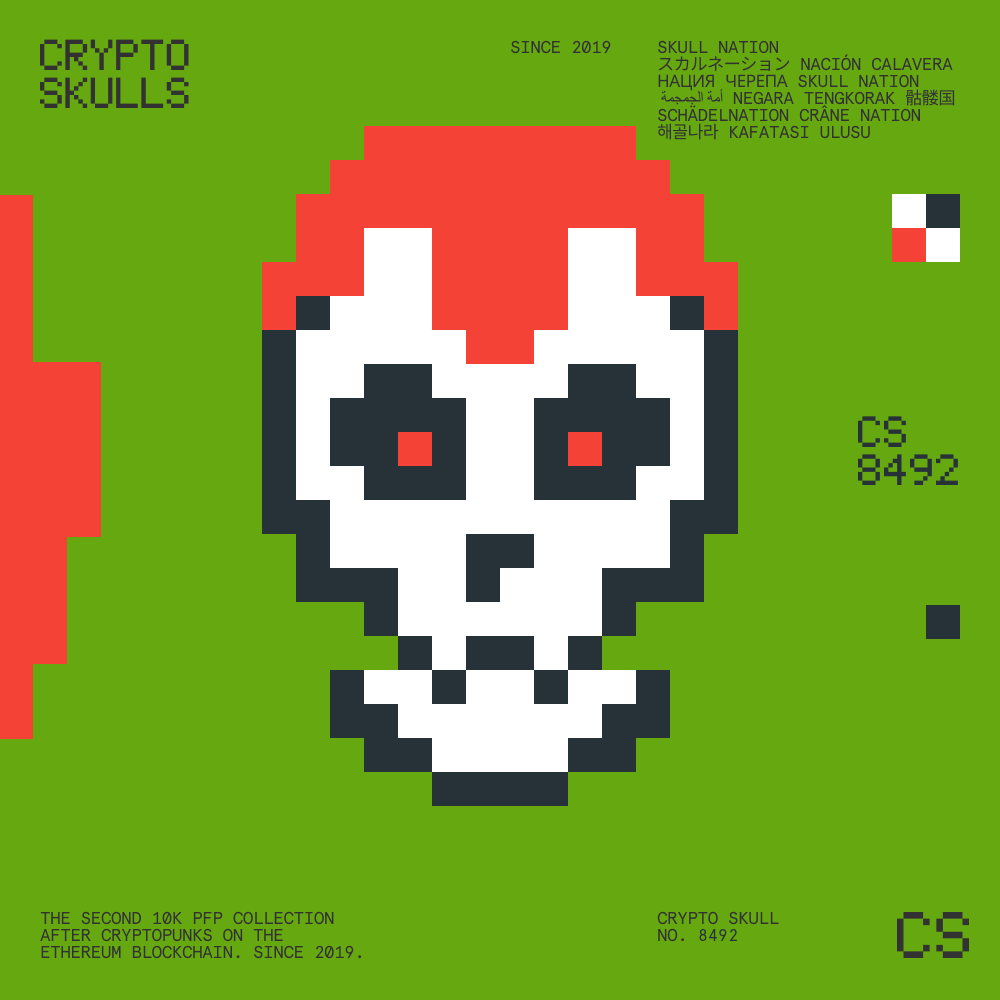 CRYPTO
SKULLS
SINCE 2019
SKULL NATION
スカルネーション NACIÓN CALAVERA
НАЦИЯ ЧЕРЕПА SKULL NATION
أمة الجمجمة NEGARA TENGKORAK 骷髅国
SCHÄDELNATION CRÂNE NATION
해골나라 KAFATASI ULUSU
CS
8492
THE SECOND 10K PFP COLLECTION
AFTER CRYPTOPUNKS ON THE
ETHEREUM BLOCKCHAIN. SINCE 2019.
CRYPTO SKULL
NO. 8492
CS